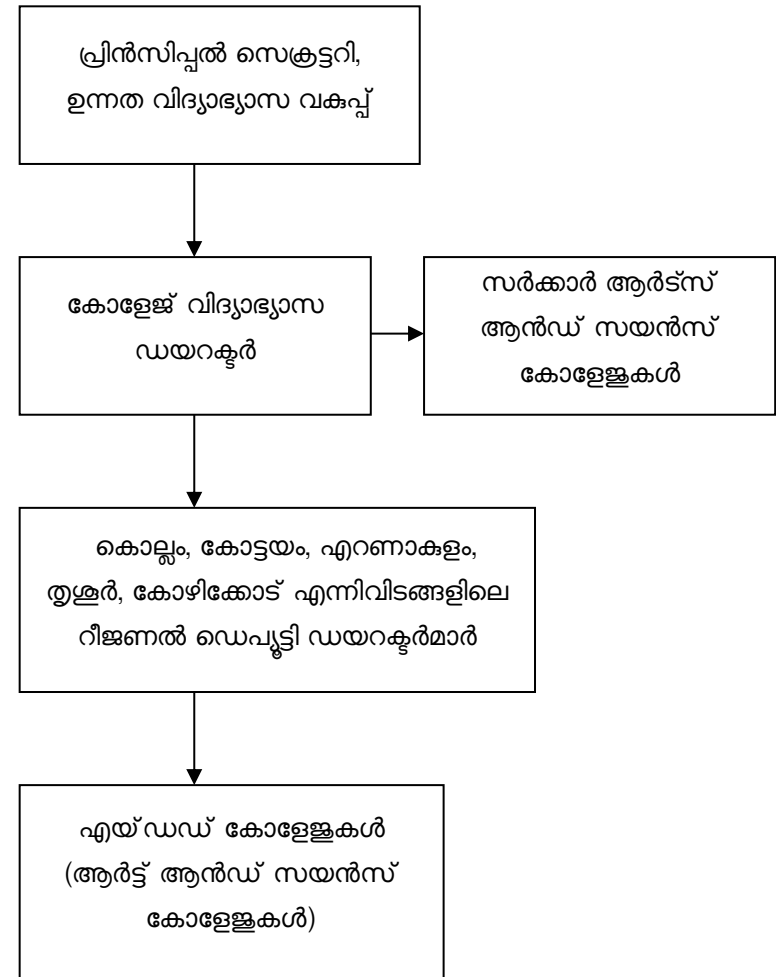 പ്രിൻസിപ്പൽ സെക്രട്ടറി,
ഉന്നത വിദ്യാഭ്യാസ വകുപ്പ്
കോളേജ് വിദ്യാഭ്യാസ
ഡയറക്ടർ
സർക്കാർ ആർട്സ്
ആൻഡ് സയൻസ്
കോളേജുകൾ
കൊല്ലം, കോട്ടയം, എറണാകുളം,
തൃശൂർ, കോഴിക്കോട് എന്നിവിടങ്ങളിലെ
റീജണൽ ഡെപ്യൂട്ടി ഡയറക്ടർമാർ
എയ്ഡഡ് കോളേജുകൾ
(ആർട്ട് ആൻഡ് സയൻസ്
കോളേജുകൾ)